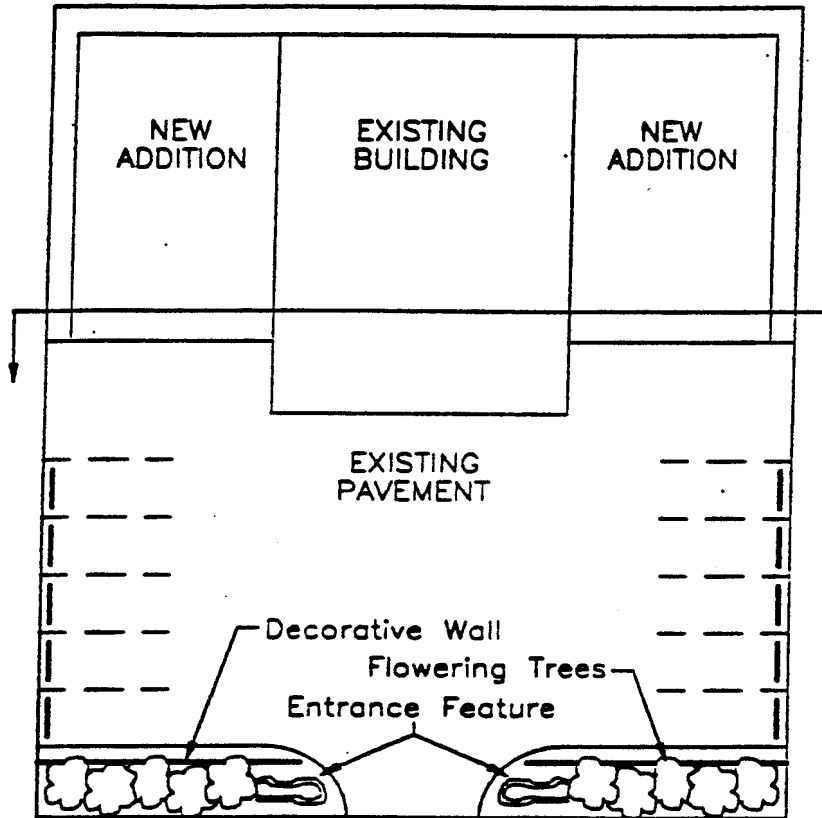 NEW
ADDITION
EXISTING
BUILDING
NEW
ADDITION
EXISTING
PAVEMENT
Decorative Wall
Flowering Trees
Entrance Feature